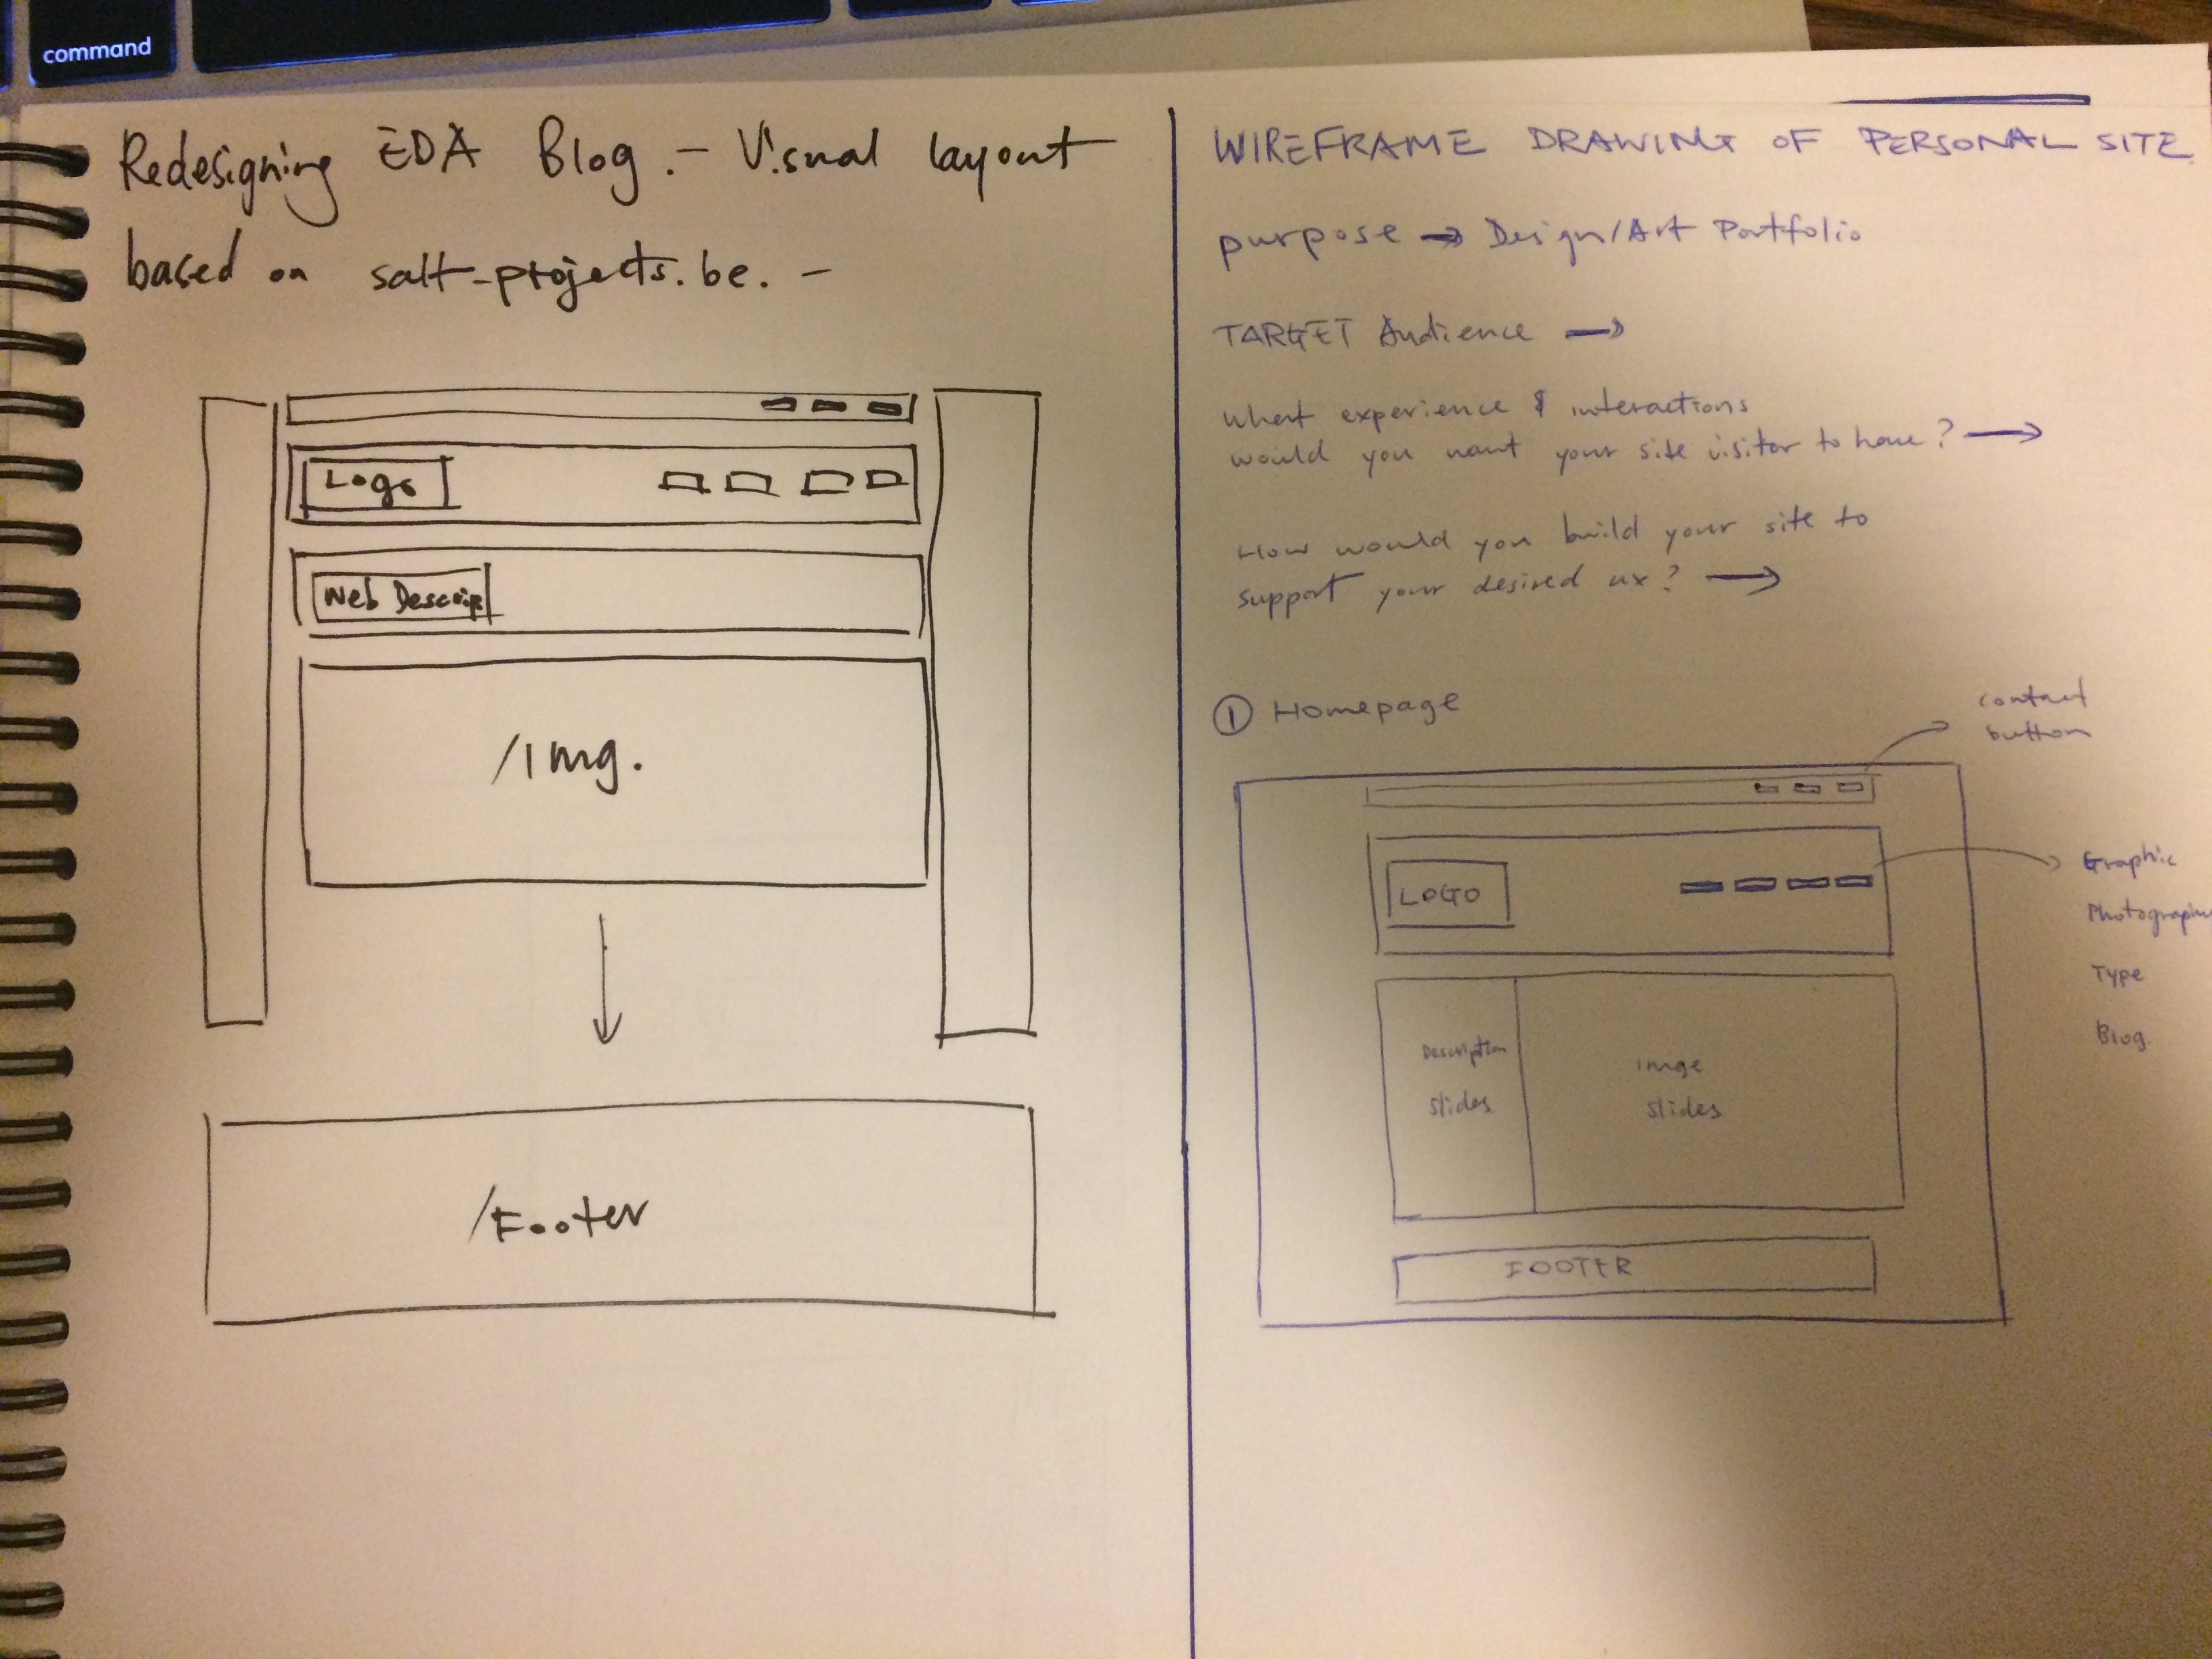 command
Redesigning EDA Blog. - Visual layout
based on salt-projects.be. -
Logo
Web Descrip
/Img.
/Footer
WIREFRAME DRAWING OF PERSONAL SITE
purpose → Design/Art Portfolio
TARGET Audience →
What experience & interactions
would you want your site visitor to have? →
How would you build your site to
support your desired ux? →
① Homepage
contact
button
LOGO
Graphic
Type
Blog.
Description
slides
image
slides
FOOTER